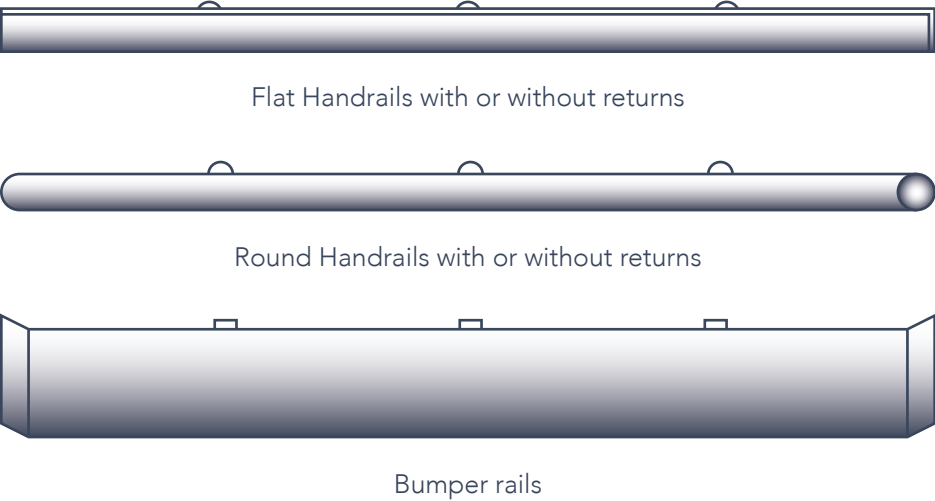 Flat Handrails with or without returns
Round Handrails with or without returns
Bumper rails